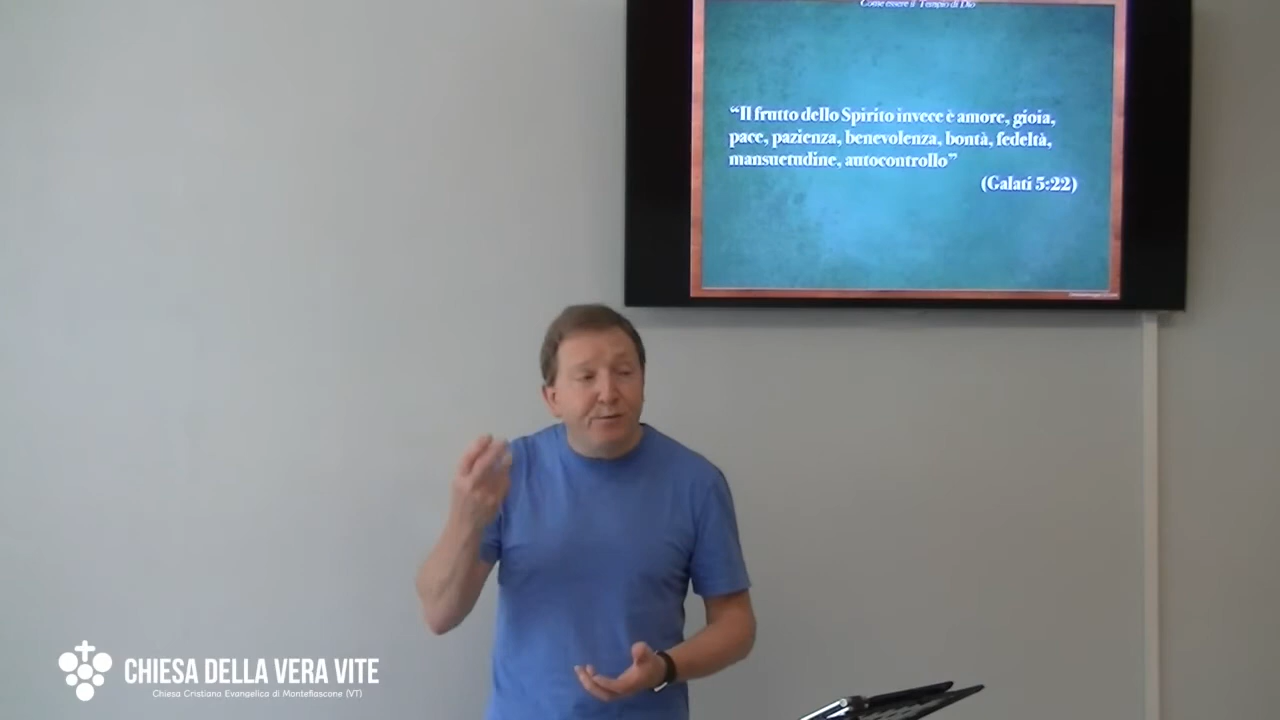 Come essere il Tempio di Dio
“Il frutto dello Spirito invece è amore, gioia,
pace, pazienza, benevolenza, bontà, fedeltà,
mansuetudine, autocontrollo”
(Galati 5:22)
CHIESA DELLA VERA VITE
Chiesa Cristiana Evangelica di Montefiascone (VT)